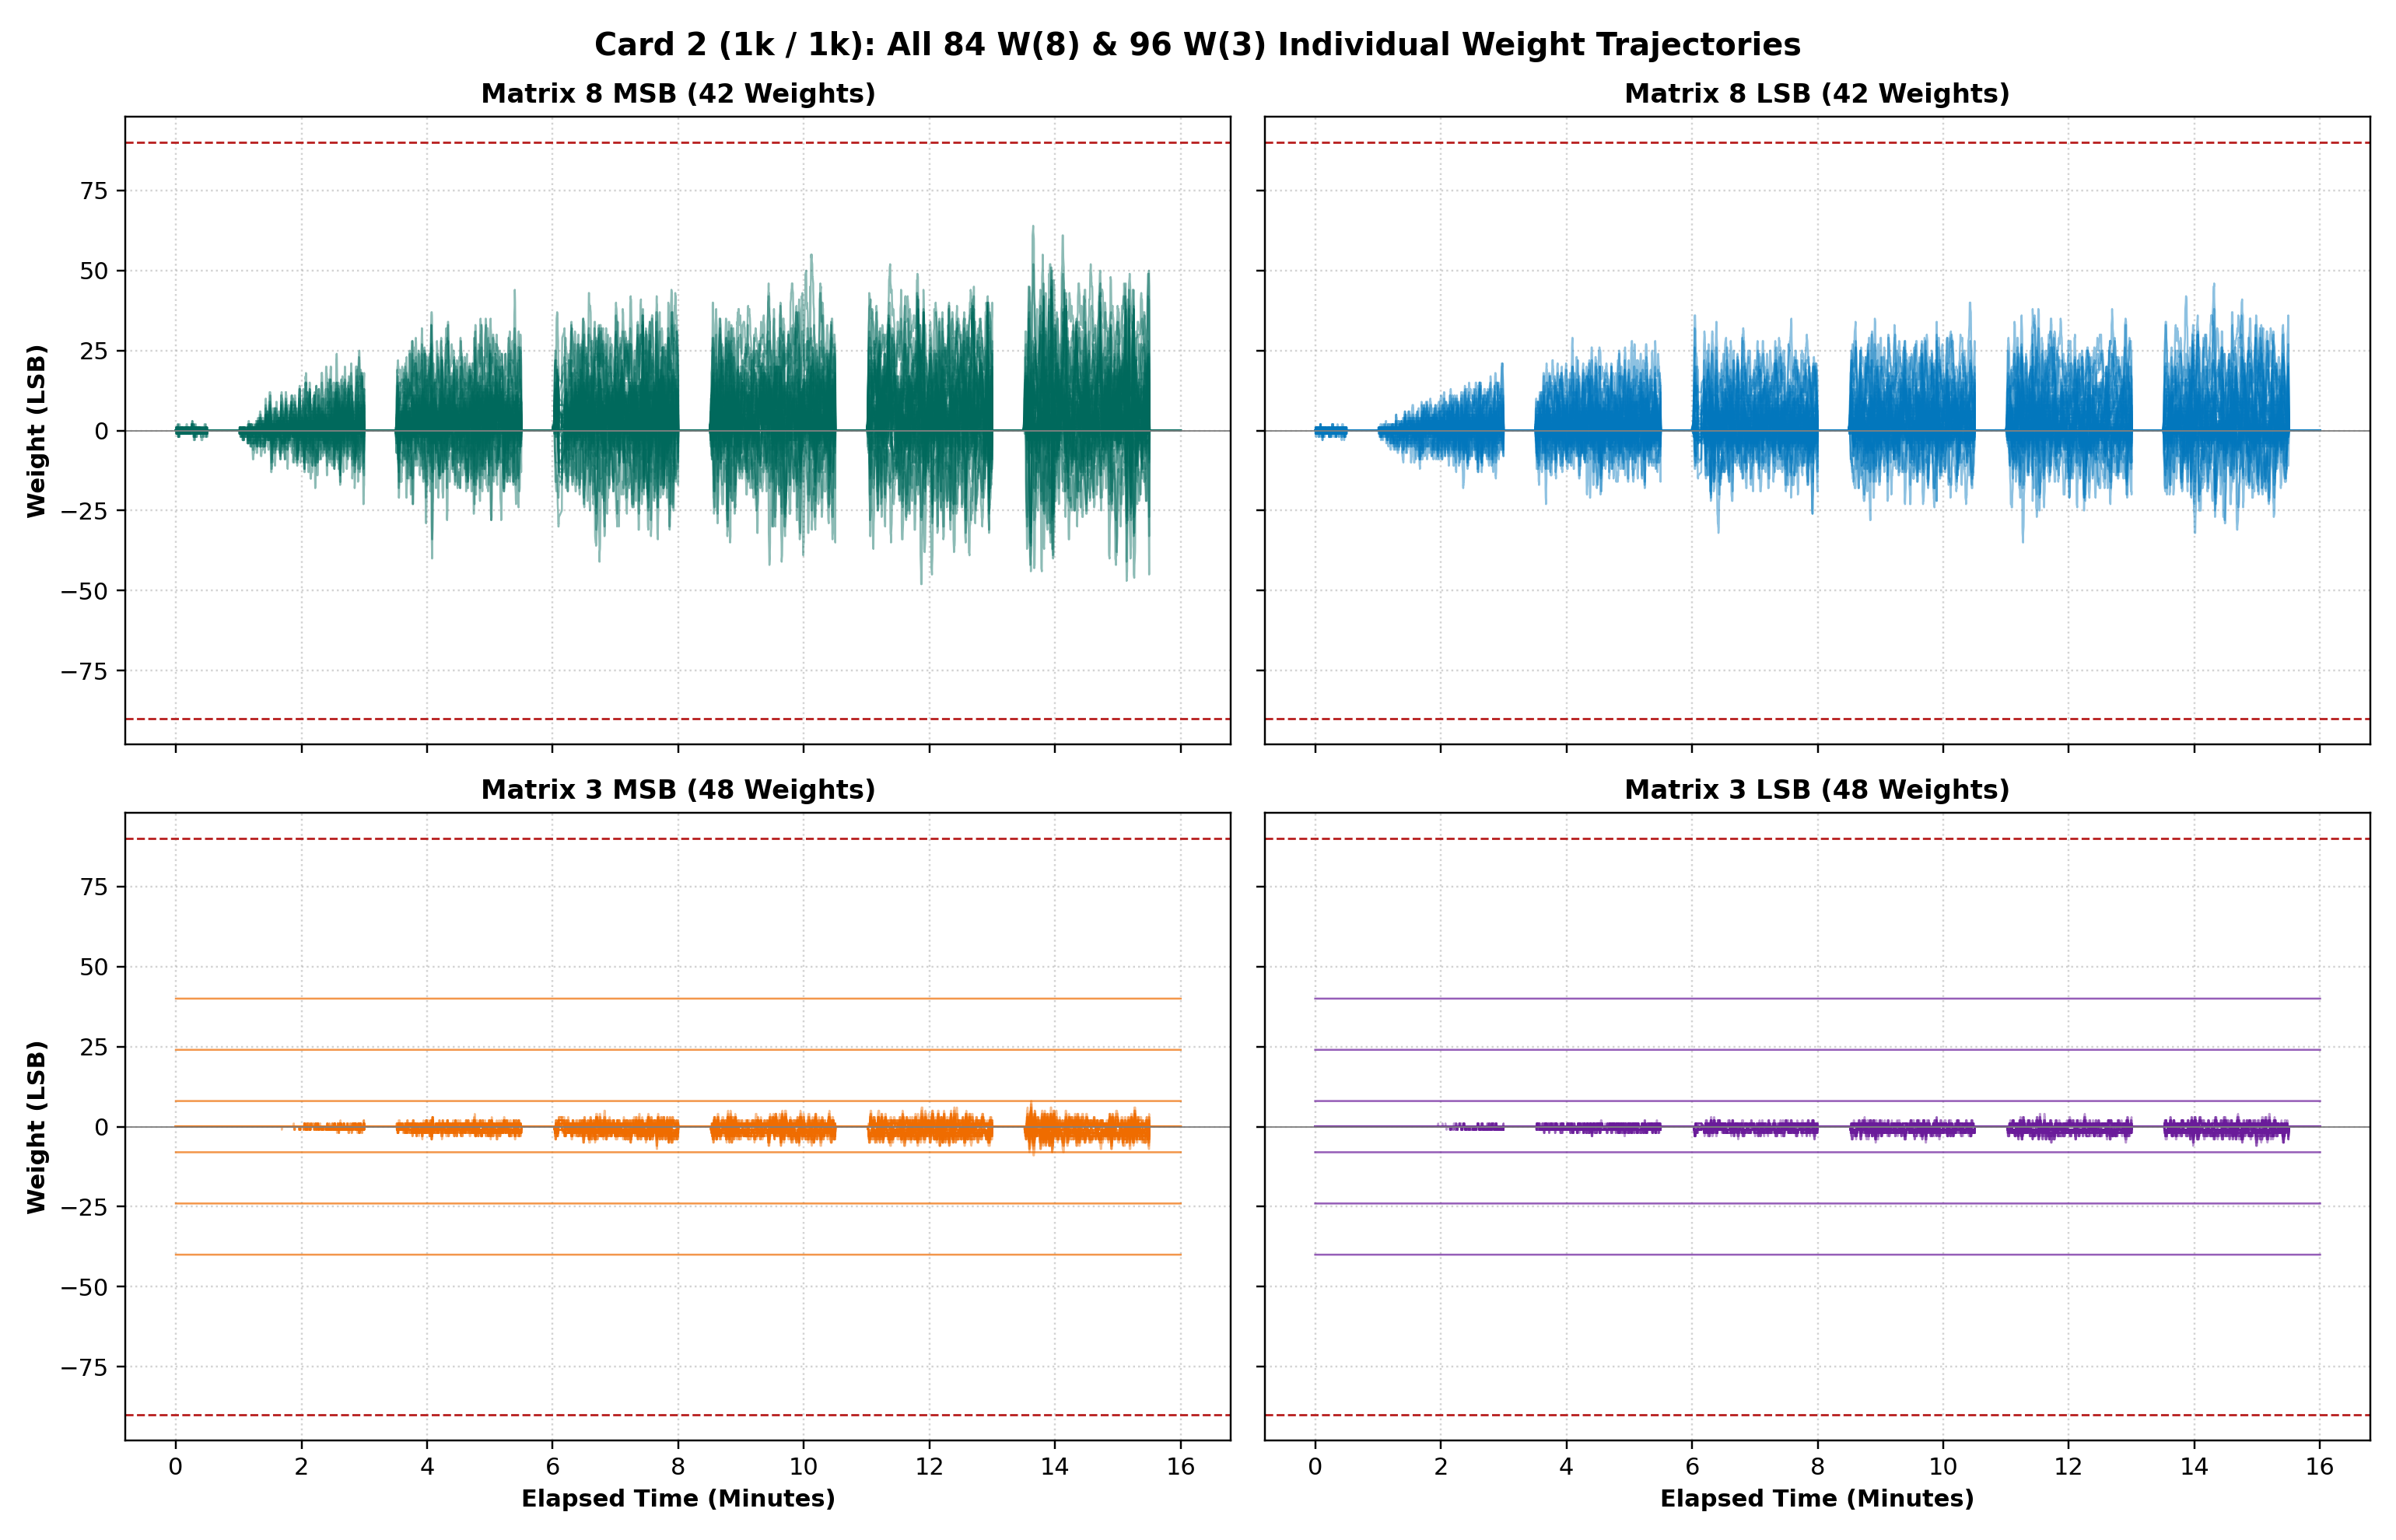 Card 2 (1k / 1k): All 84 W(8) & 96 W(3) Individual Weight Trajectories
Matrix 8 MSB (42 Weights)
Matrix 8 LSB (42 Weights)
Weight (LSB)
75
50
25
0
−25
−50
−75
Matrix 3 MSB (48 Weights)
Matrix 3 LSB (48 Weights)
Weight (LSB)
75
50
25
0
−25
−50
−75
0 2 4 6 8 10 12 14 16
0 2 4 6 8 10 12 14 16
Elapsed Time (Minutes)
Elapsed Time (Minutes)